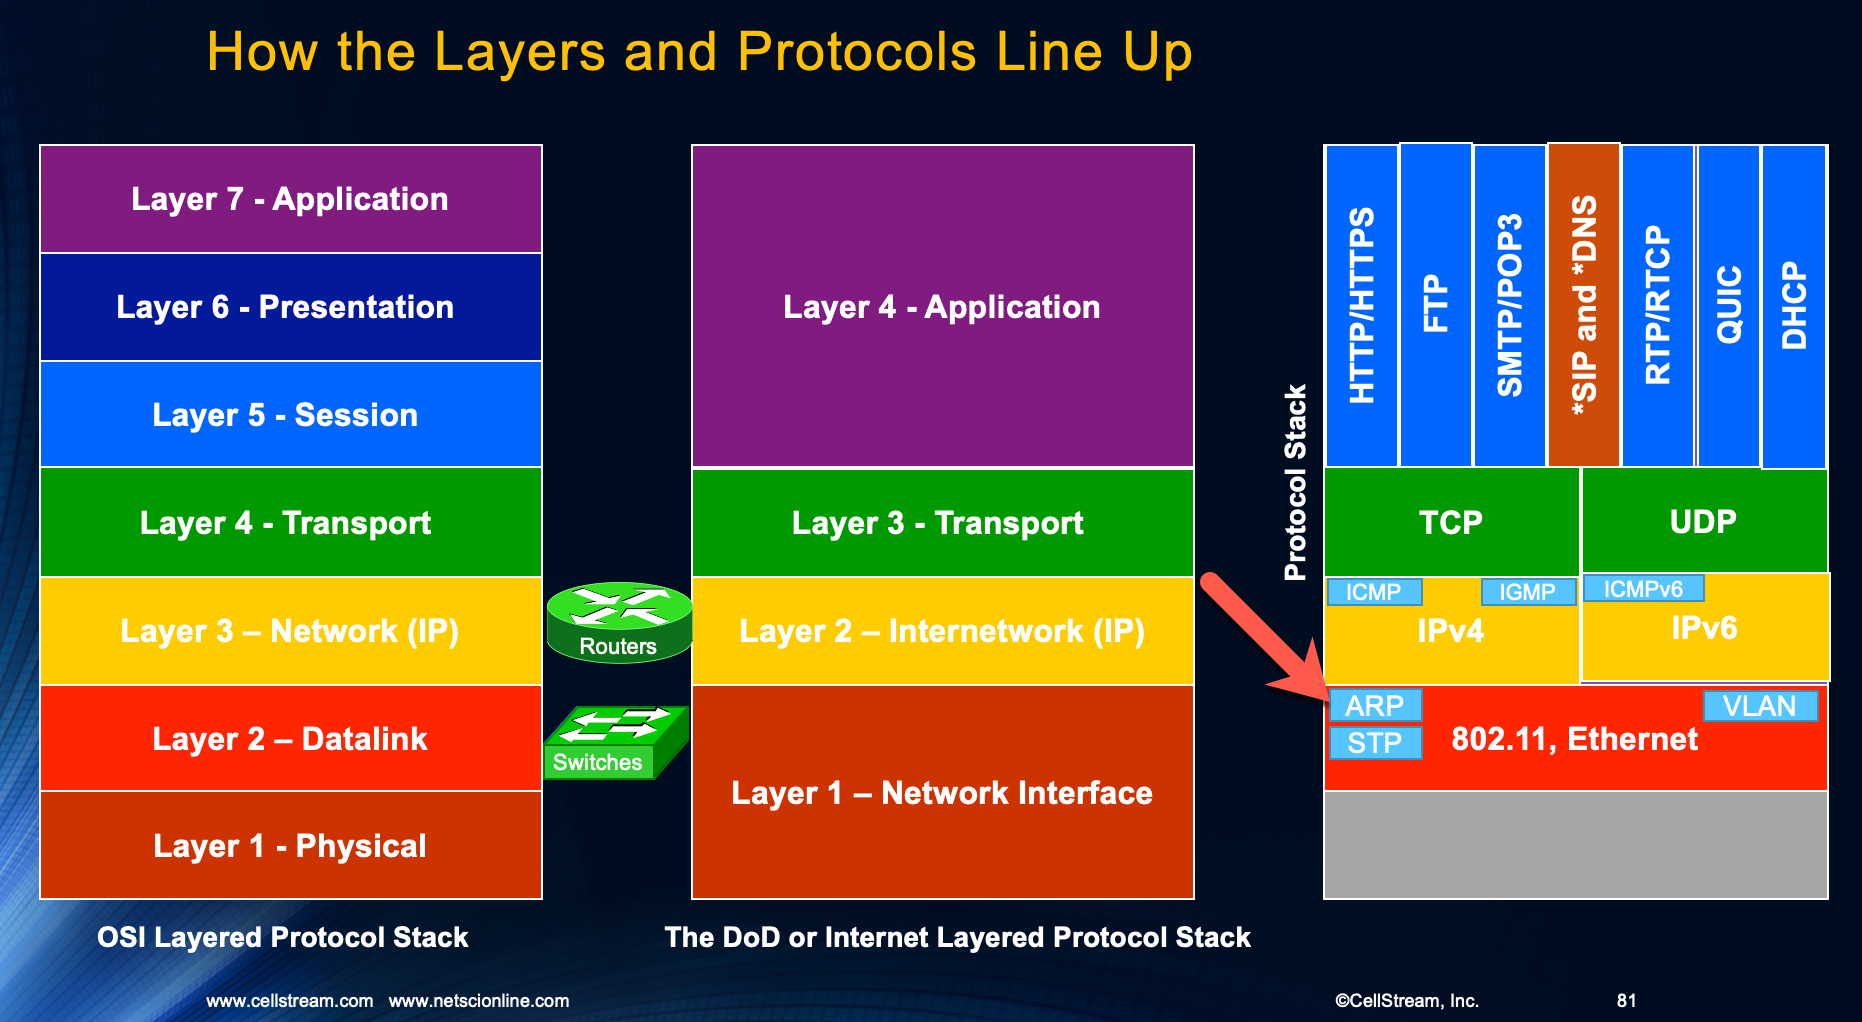 How the Layers and Protocols Line Up
Layer 7 - Application
Layer 6 - Presentation
Layer 5 - Session
Layer 4 - Transport
Layer 3 – Network (IP)
Layer 2 – Datalink
Layer 1 - Physical
OSI Layered Protocol Stack
Routers
Switches
Layer 4 - Application
Layer 3 - Transport
Layer 2 – Internetwork (IP)
Layer 1 – Network Interface
The DoD or Internet Layered Protocol Stack
Protocol Stack
HTTP/HTTPS
FTP
SMTP/POP3
*SIP and *DNS
RTP/RTCP
QUIC
DHCP
TCP
UDP
ICMP
IGMP
ICMPv6
IPv4
IPv6
ARP
VLAN
STP
802.11, Ethernet
www.cellstream.com www.netscionline.com
©CellStream, Inc.
81